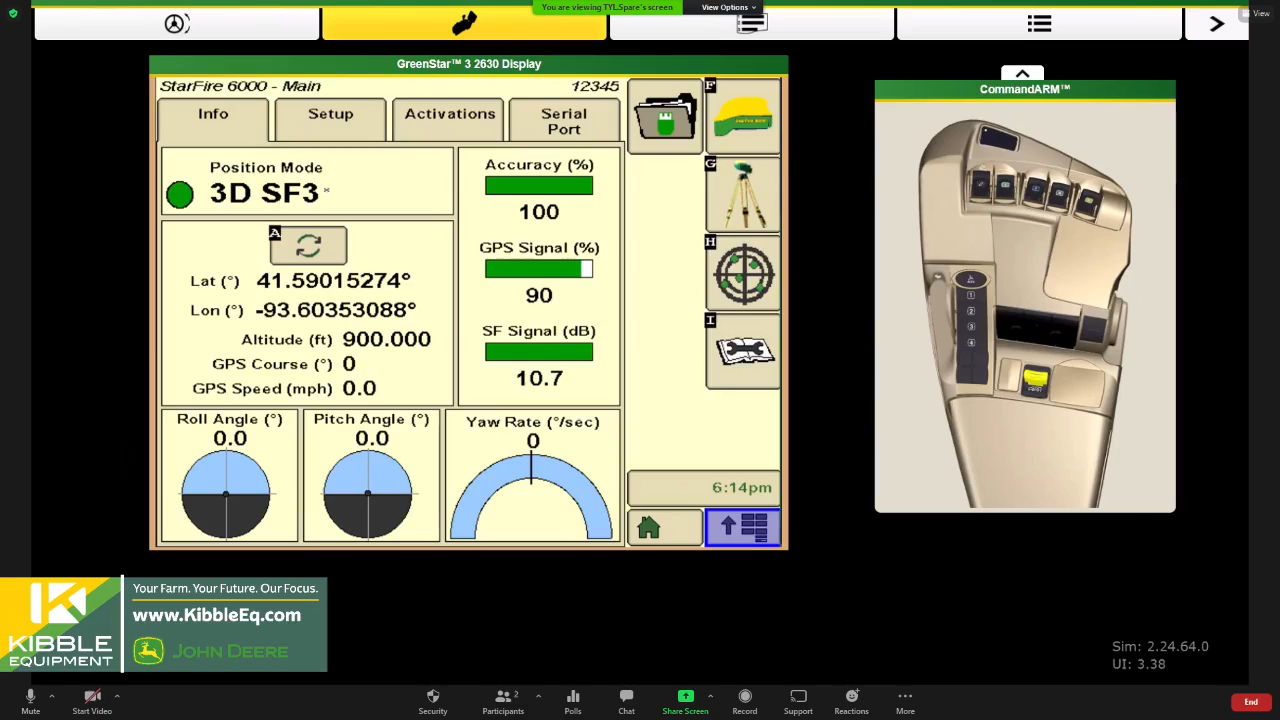 You are viewing TYL.Spare's screen
View Options
View
GreenStar™ 3 2630 Display
StarFire 6000 - Main
12345
F
Info
Setup
Activations
Serial
Port
Position Mode
3D SF3
Accuracy (%)
100
G
A
Lat (°) 41.59015274°
Lon (°) -93.60353088°
Altitude (ft) 900.000
GPS Course (°) 0
GPS Speed (mph) 0.0
GPS Signal (%)
90
H
SF Signal (dB)
10.7
I
Roll Angle (°)
0.0
Pitch Angle (°)
0.0
Yaw Rate (°/sec)
0
6:14pm
CommandARM™
1
2
3
4
Your Farm. Your Future. Our Focus.
www.KibbleEq.com
KIBBLE
EQUIPMENT
JOHN DEERE
Sim: 2.24.64.0
UI: 3.38
Mute
Start Video
Security
Participants
2
Polls
Chat
Share Screen
Record
Support
Reactions
More
End